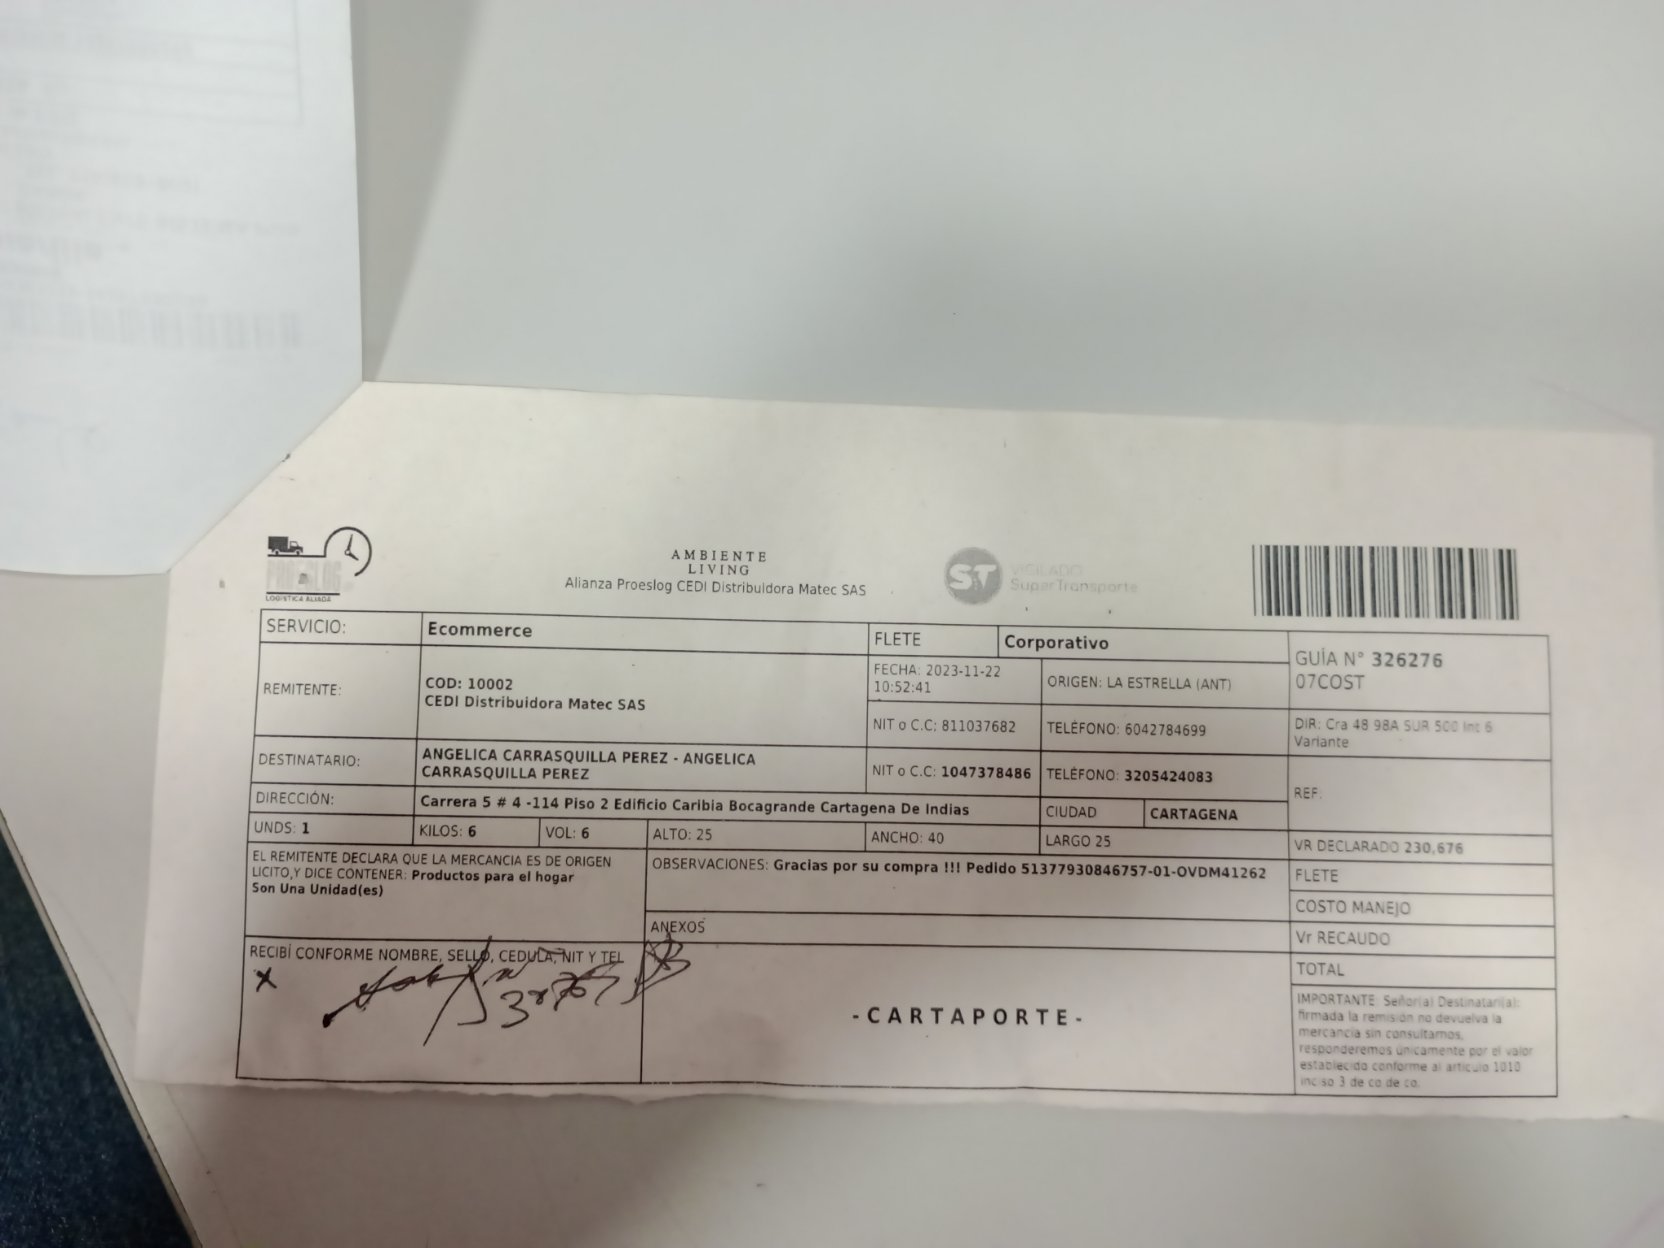 PROESLOG
LOGISTICA ALIADA
AMBIENTE
LIVING
Alianza Proeslog CEDI Distribuidora Matec SAS
ST
VIGILADO
SuperTransporte
SERVICIO:
Ecommerce
FLETE
Corporativo
GUÍA N° 326276
07COST
REMITENTE:
COD: 10002
CEDI Distribuidora Matec SAS
FECHA: 2023-11-22
10:52:41
ORIGEN: LA ESTRELLA (ANT)
NIT o C.C: 811037682
TELÉFONO: 6042784699
DIR: Cra 48 98A SUR 500 Int 6
Variante
DESTINATARIO:
ANGELICA CARRASQUILLA PEREZ - ANGELICA
CARRASQUILLA PEREZ
NIT o C.C: 1047378486
TELÉFONO: 3205424083
REF:
DIRECCIÓN:
Carrera 5 # 4 -114 Piso 2 Edificio Caribia Bocagrande Cartagena De Indias
CIUDAD
CARTAGENA
UNDS: 1
KILOS: 6
VOL: 6
ALTO: 25
ANCHO: 40
LARGO 25
VR DECLARADO 230,676
EL REMITENTE DECLARA QUE LA MERCANCIA ES DE ORIGEN
LICITO,Y DICE CONTENER: Productos para el hogar
Son Una Unidad(es)
OBSERVACIONES: Gracias por su compra !!! Pedido 51377930846757-01-OVDM41262
FLETE
COSTO MANEJO
ANEXOS
Vr RECAUDO
RECIBÍ CONFORME NOMBRE, SELLO, CEDULA, NIT Y TEL
X
TOTAL
-CARTAPORTE-
IMPORTANTE: Señor(a) Destinatari(a):
firmada la remisión no devuelva la
mercancia sin consultarnos,
responderemos únicamente por el valor
establecido conforme al articulo 1010
inciso 3 de co de co.